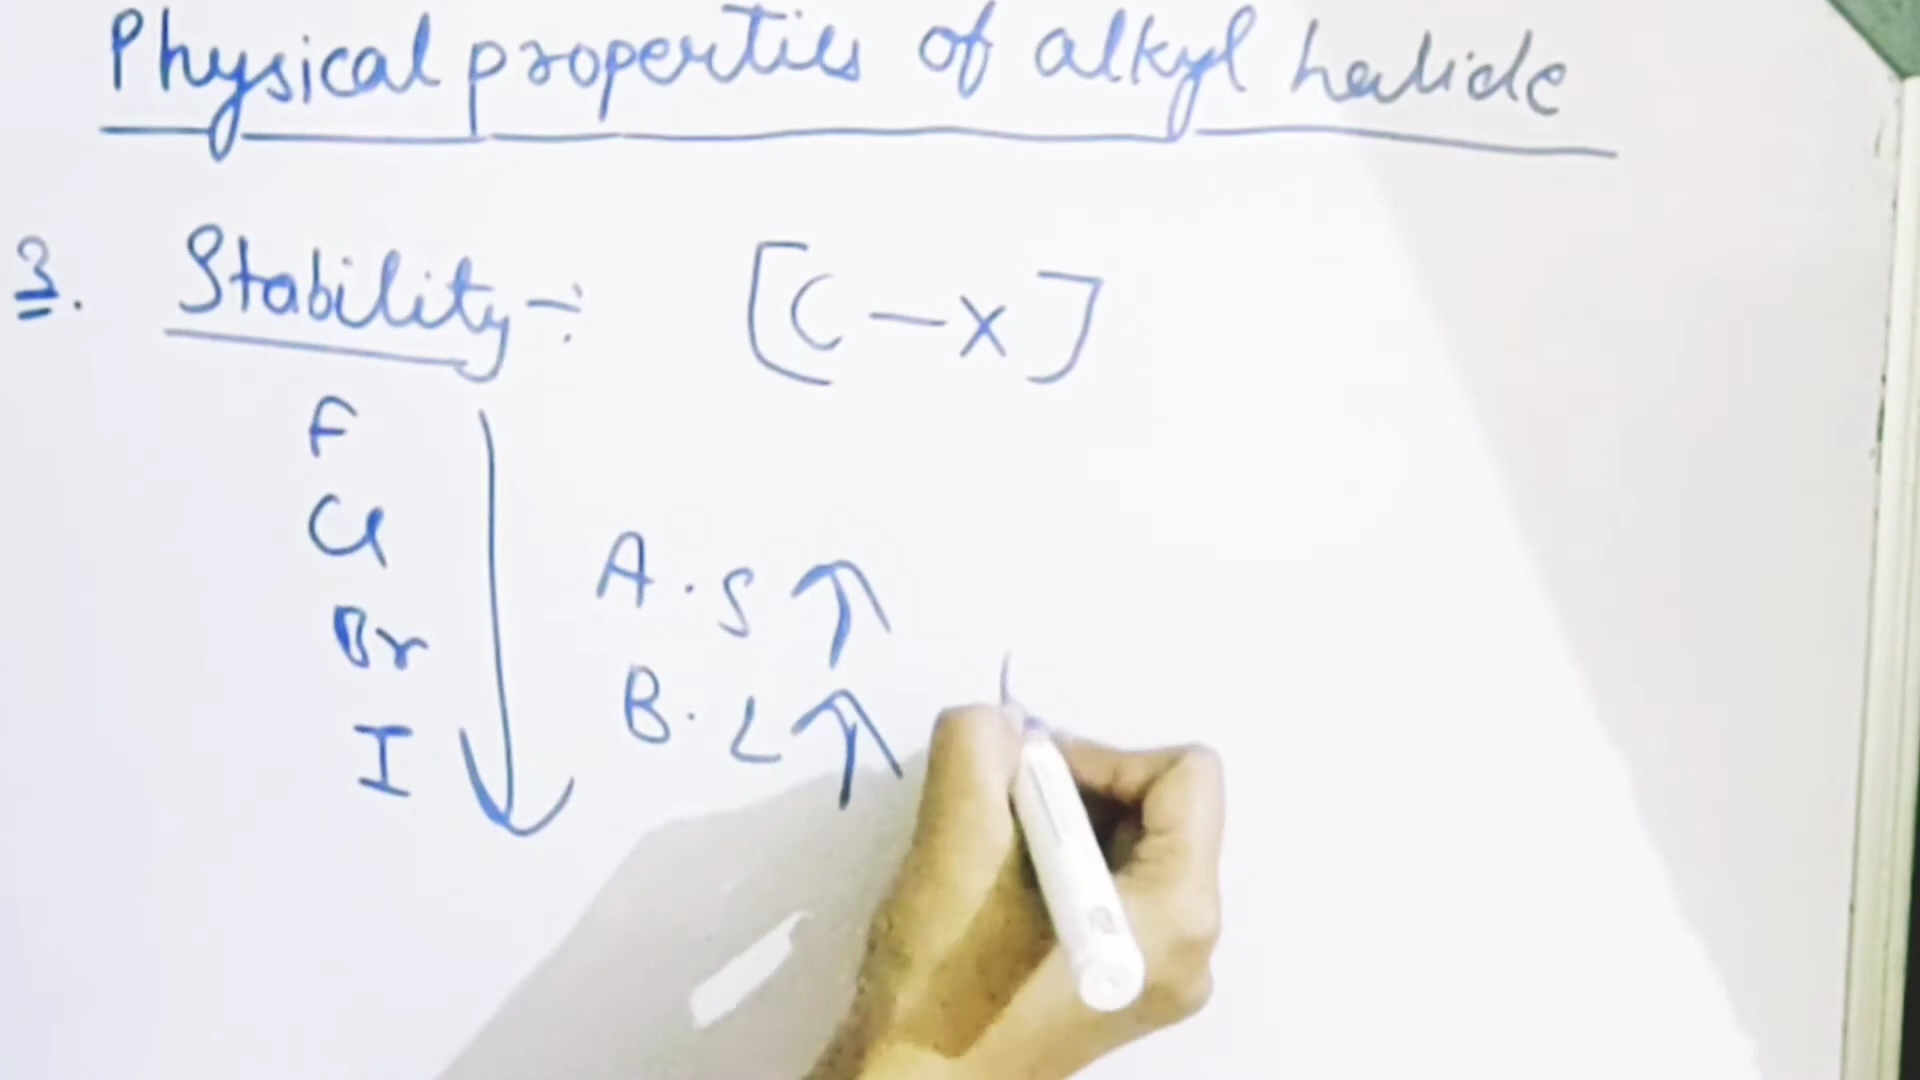 Physical properties of alkyl halide
3. Stability :- [C-X]
F
Cl
A.S ↑
Br
B.L ↑
I